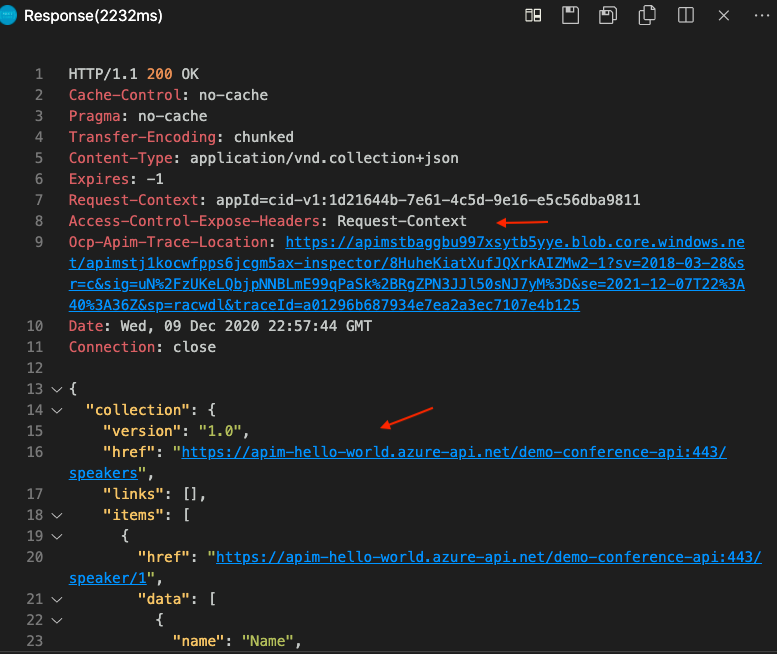 Response(2232ms)
1 HTTP/1.1 200 OK
2 Cache-Control: no-cache
3 Pragma: no-cache
4 Transfer-Encoding: chunked
5 Content-Type: application/vnd.collection+json
6 Expires: -1
7 Request-Context: appId=cid-v1:1d21644b-7e61-4c5d-9e16-e5c56dba9811
8 Access-Control-Expose-Headers: Request-Context
9 Ocp-Apim-Trace-Location: https://apimstbaggbu997xsytb5yye.blob.core.windows.ne
t/apimstj1kocwfpps6jcgm5ax-inspector/8HuheKiatXufJQXrkAIZMw2-1?sv=2018-03-28&s
r=c&sig=uN%2FzUKeLQbjpNNBLmE99qPaSk%2BRgZPN3JJl50sNJ7yM%3D&se=2021-12-07T22%3A
40%3A36Z&sp=racwdl&traceId=a01296b687934e7ea2a3ec7107e4b125
10 Date: Wed, 09 Dec 2020 22:57:44 GMT
11 Connection: close
12
13 {
14 "collection": {
15 "version": "1.0",
16 "href": "https://apim-hello-world.azure-api.net/demo-conference-api:443/
speakers",
17 "links": [],
18 "items": [
19 {
20 "href": "https://apim-hello-world.azure-api.net/demo-conference-api:443/
speaker/1",
21 "data": [
22 {
23 "name": "Name",